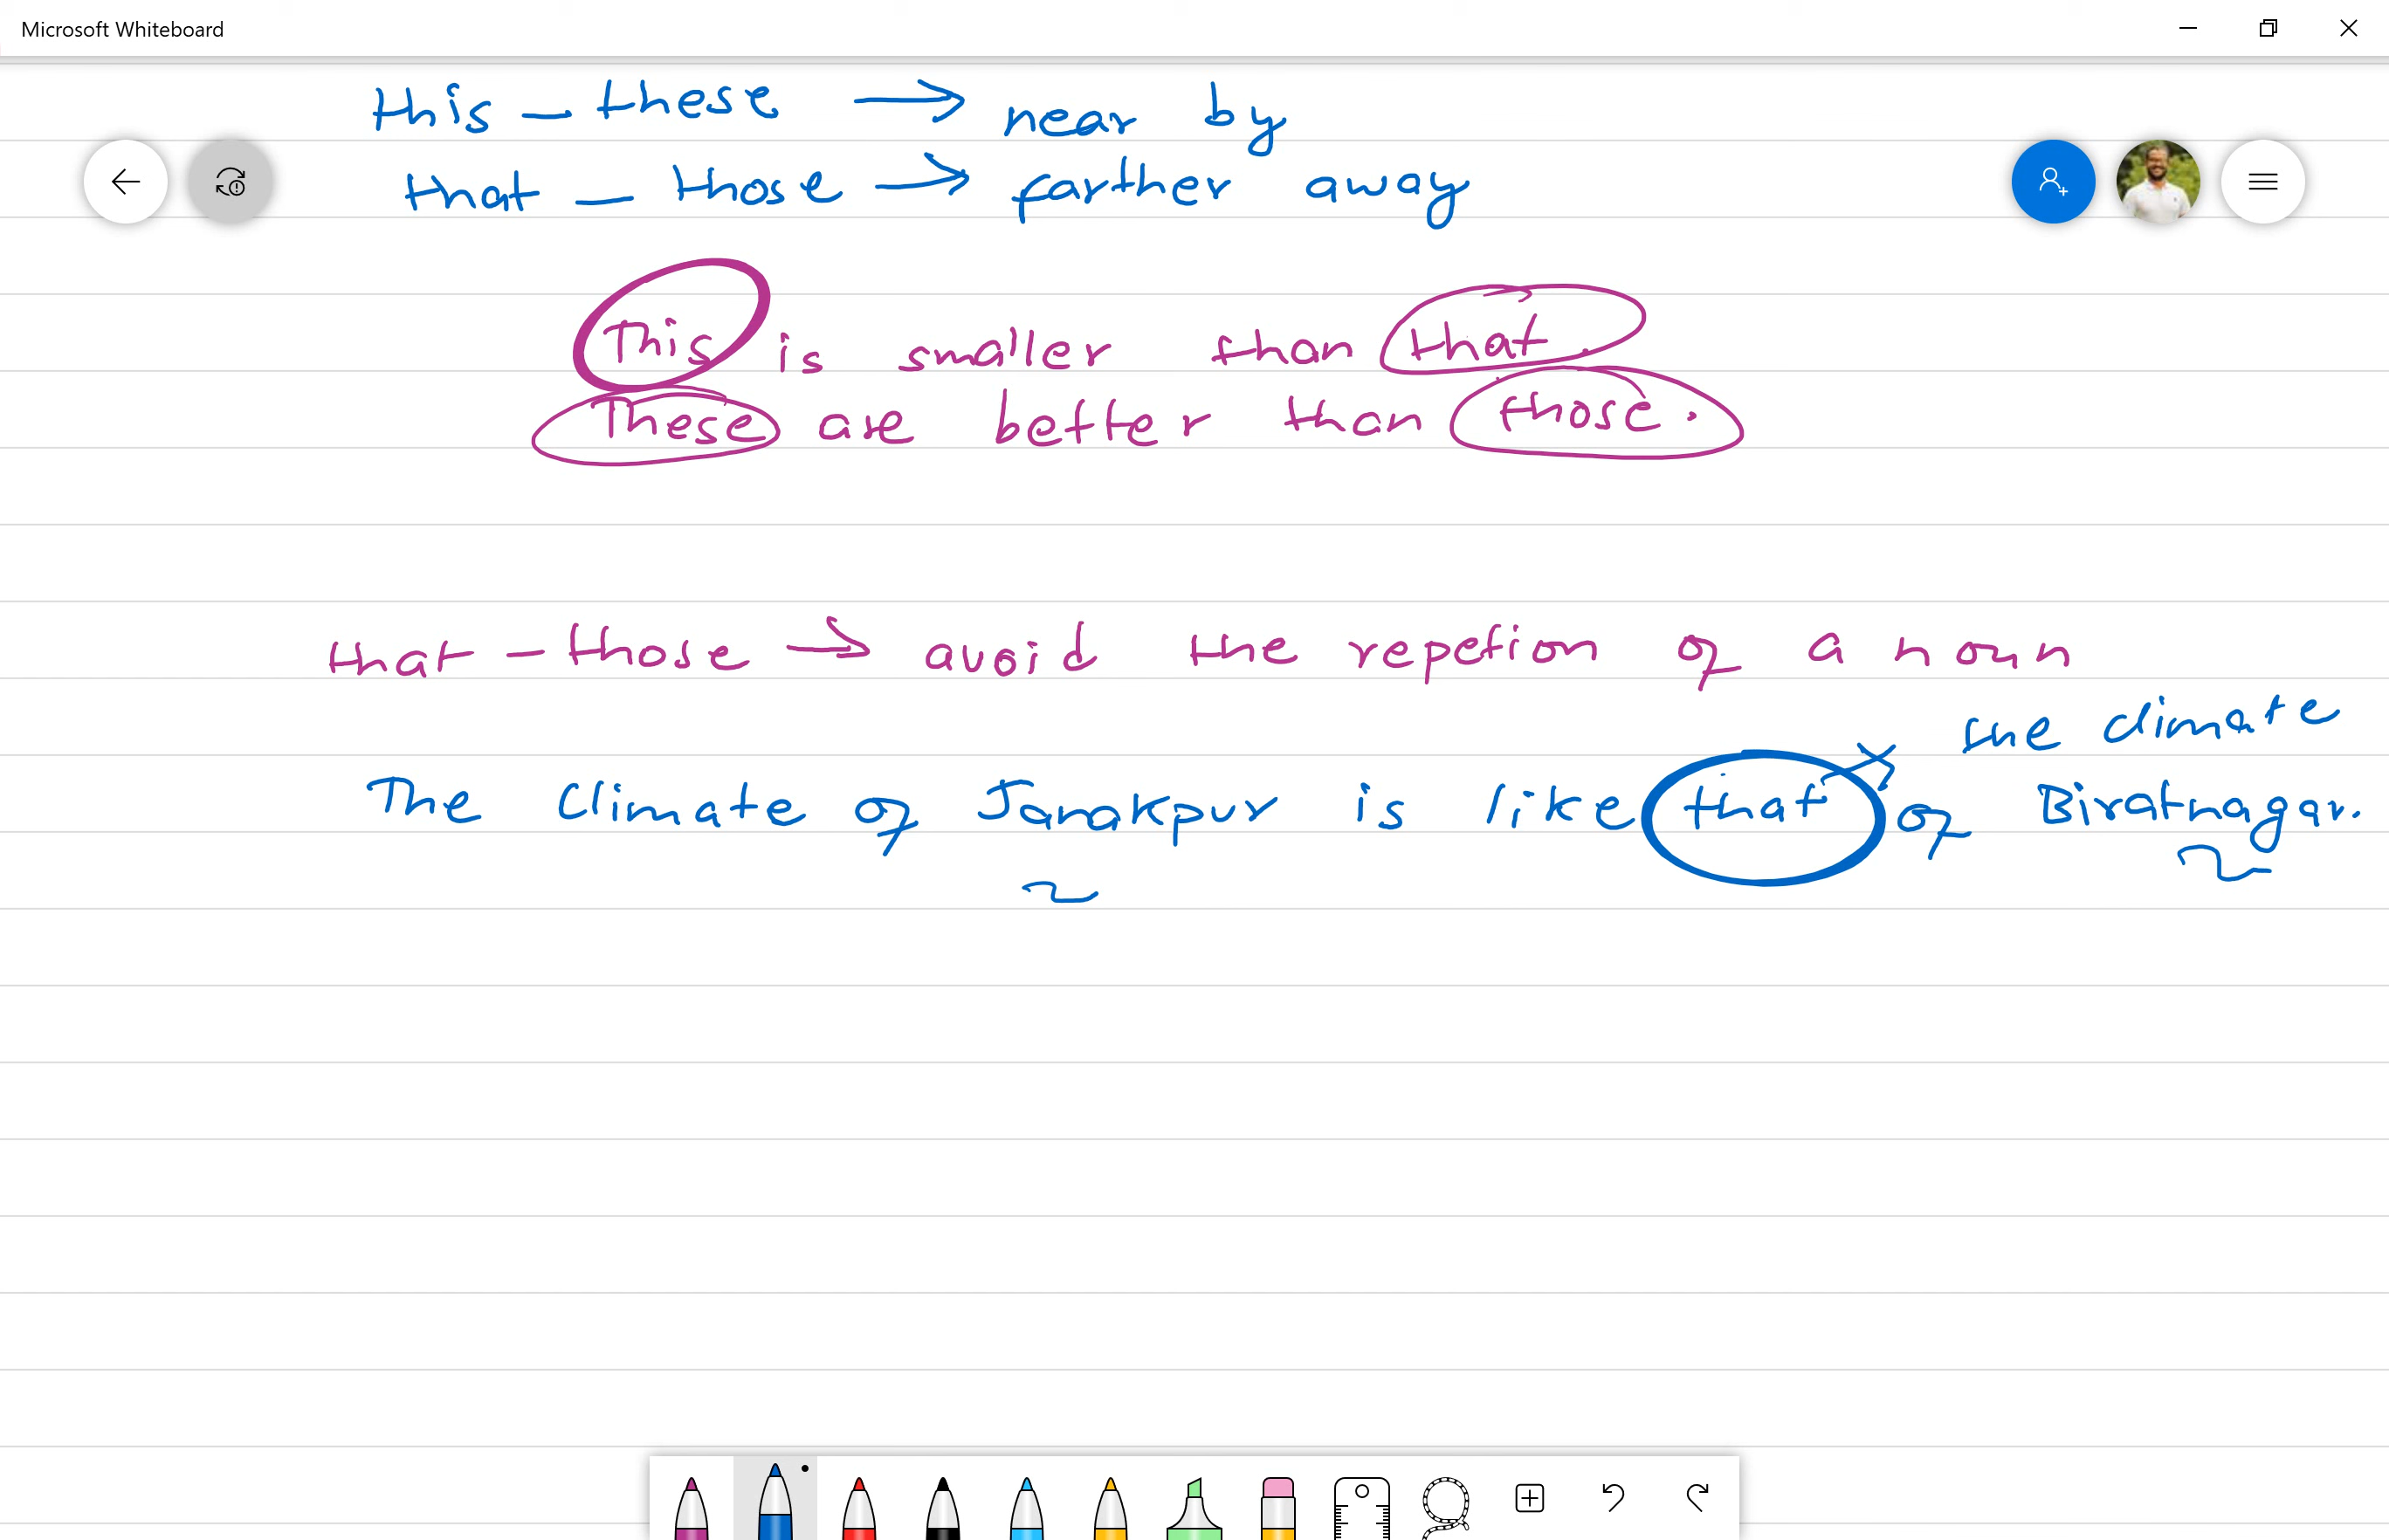 Microsoft Whiteboard
this – these → near by
that – those → farther away
This is smaller than that.
These are better than those.
that – those → avoid the repetion of a noun
the climate
The Climate of Janakpur is like that of Biratnagar.